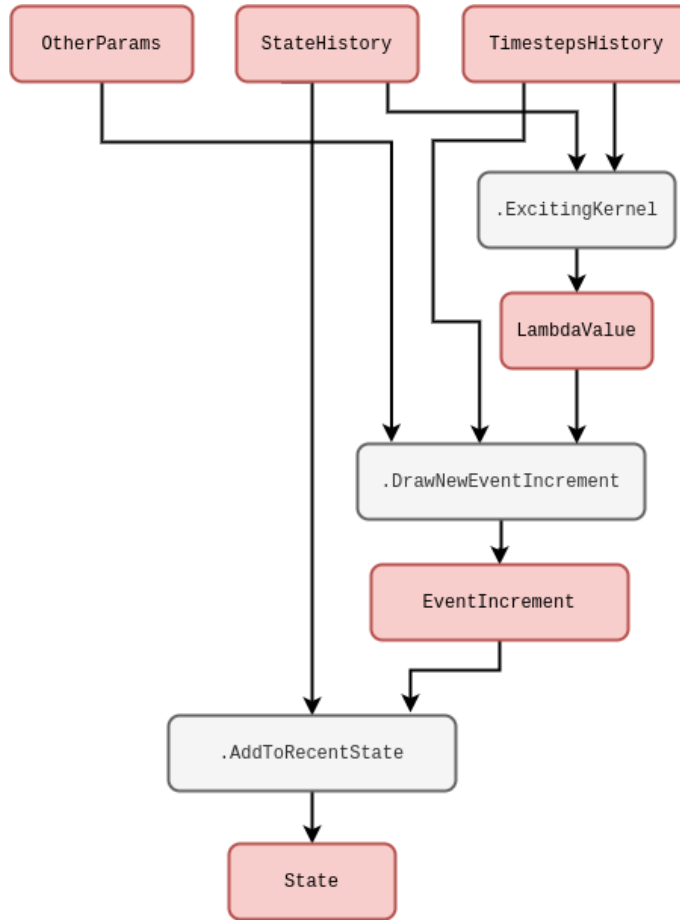 OtherParams
StateHistory
TimestepsHistory
.ExcitingKernel
LambdaValue
.DrawNewEventIncrement
EventIncrement
.AddToRecentState
State